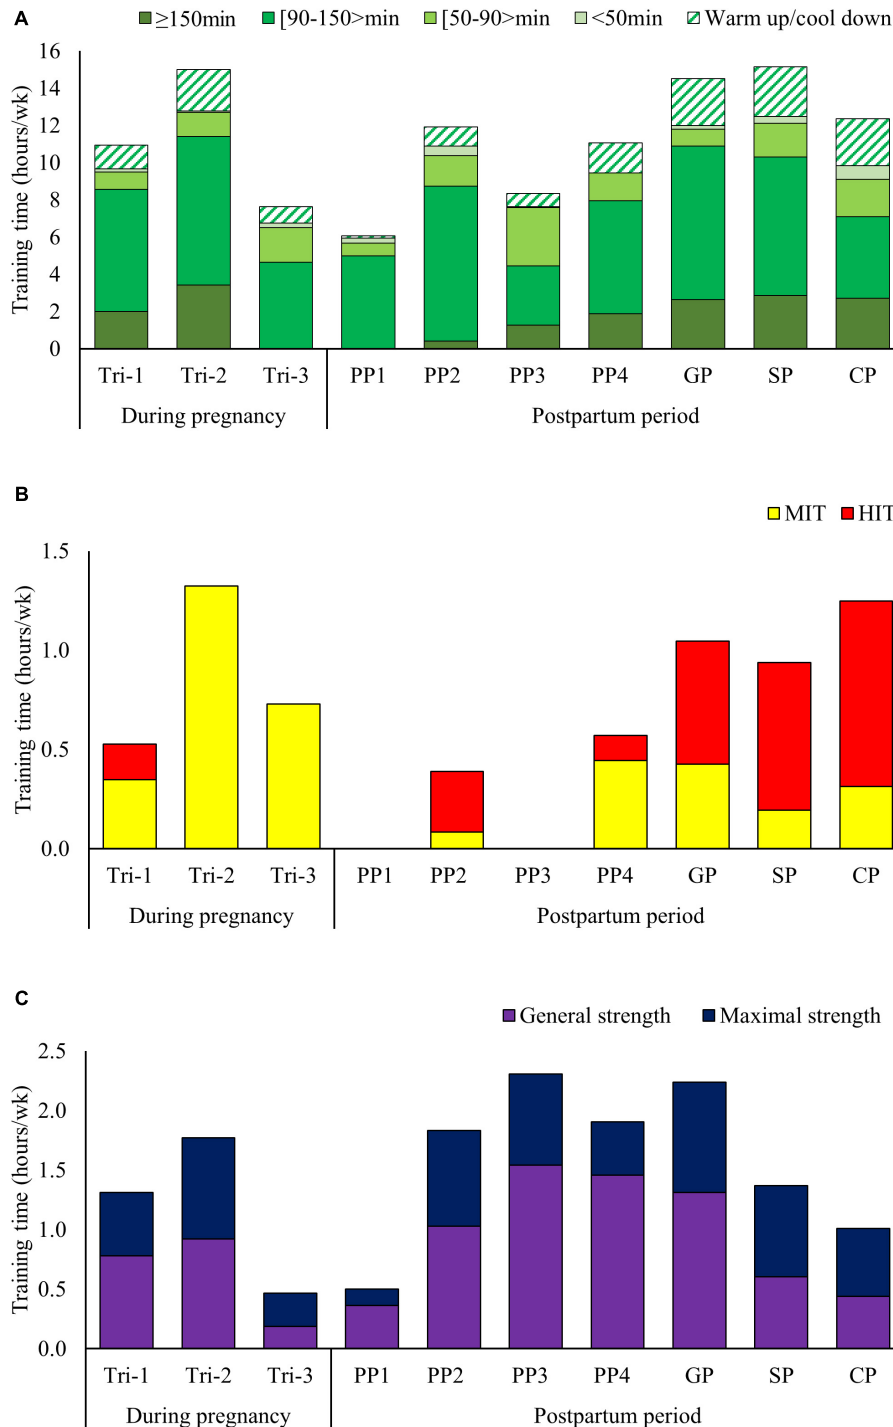 A
≥150min [90-150>min [50-90>min <50min Warm up/cool down
Training time (hours/wk)
16
14
12
10
8
6
4
2
0
Tri-1 Tri-2 Tri-3 PP1 PP2 PP3 PP4 GP SP CP
During pregnancy Postpartum period
B
MIT HIT
Training time (hours/wk)
1.5
1.0
0.5
0.0
Tri-1 Tri-2 Tri-3 PP1 PP2 PP3 PP4 GP SP CP
During pregnancy Postpartum period
C
General strength Maximal strength
Training time (hours/wk)
2.5
2.0
1.5
1.0
0.5
0.0
Tri-1 Tri-2 Tri-3 PP1 PP2 PP3 PP4 GP SP CP
During pregnancy Postpartum period